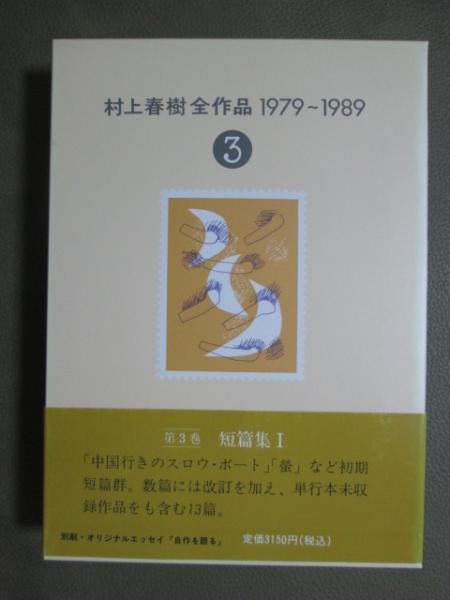 村上春樹 全作品 1979~1989
3
第3巻 短篇集Ⅰ
「中国行きのスロウ・ボート」「螢」など初期
短篇群。数篇には改訂を加え、単行本未収
録作品をも含む13篇。
別刷・オリジナルエッセイ「自作を語る」 定価3150円(税込)